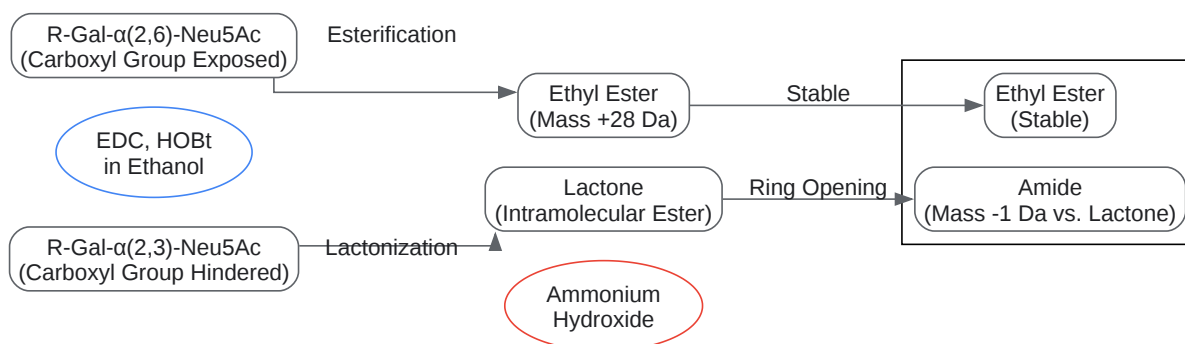 R-Gal-α(2,6)-Neu5Ac
(Carboxyl Group Exposed)
Esterification
EDC, HOBt
in Ethanol
Ethyl Ester
(Mass +28 Da)
Stable
Ethyl Ester
(Stable)
R-Gal-α(2,3)-Neu5Ac
(Carboxyl Group Hindered)
Lactonization
Lactone
(Intramolecular Ester)
Ring Opening
Amide
(Mass -1 Da vs. Lactone)
Ammonium
Hydroxide